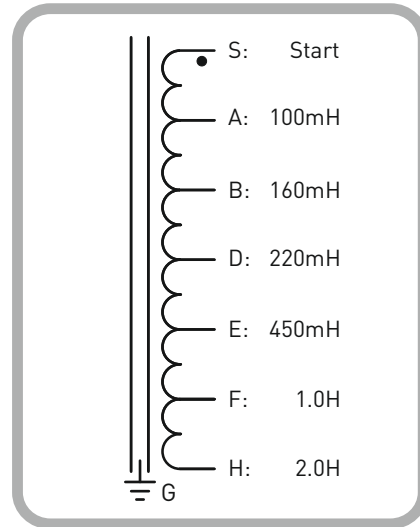 S: Start
A: 100mH
B: 160mH
D: 220mH
E: 450mH
F: 1.0H
H: 2.0H
G